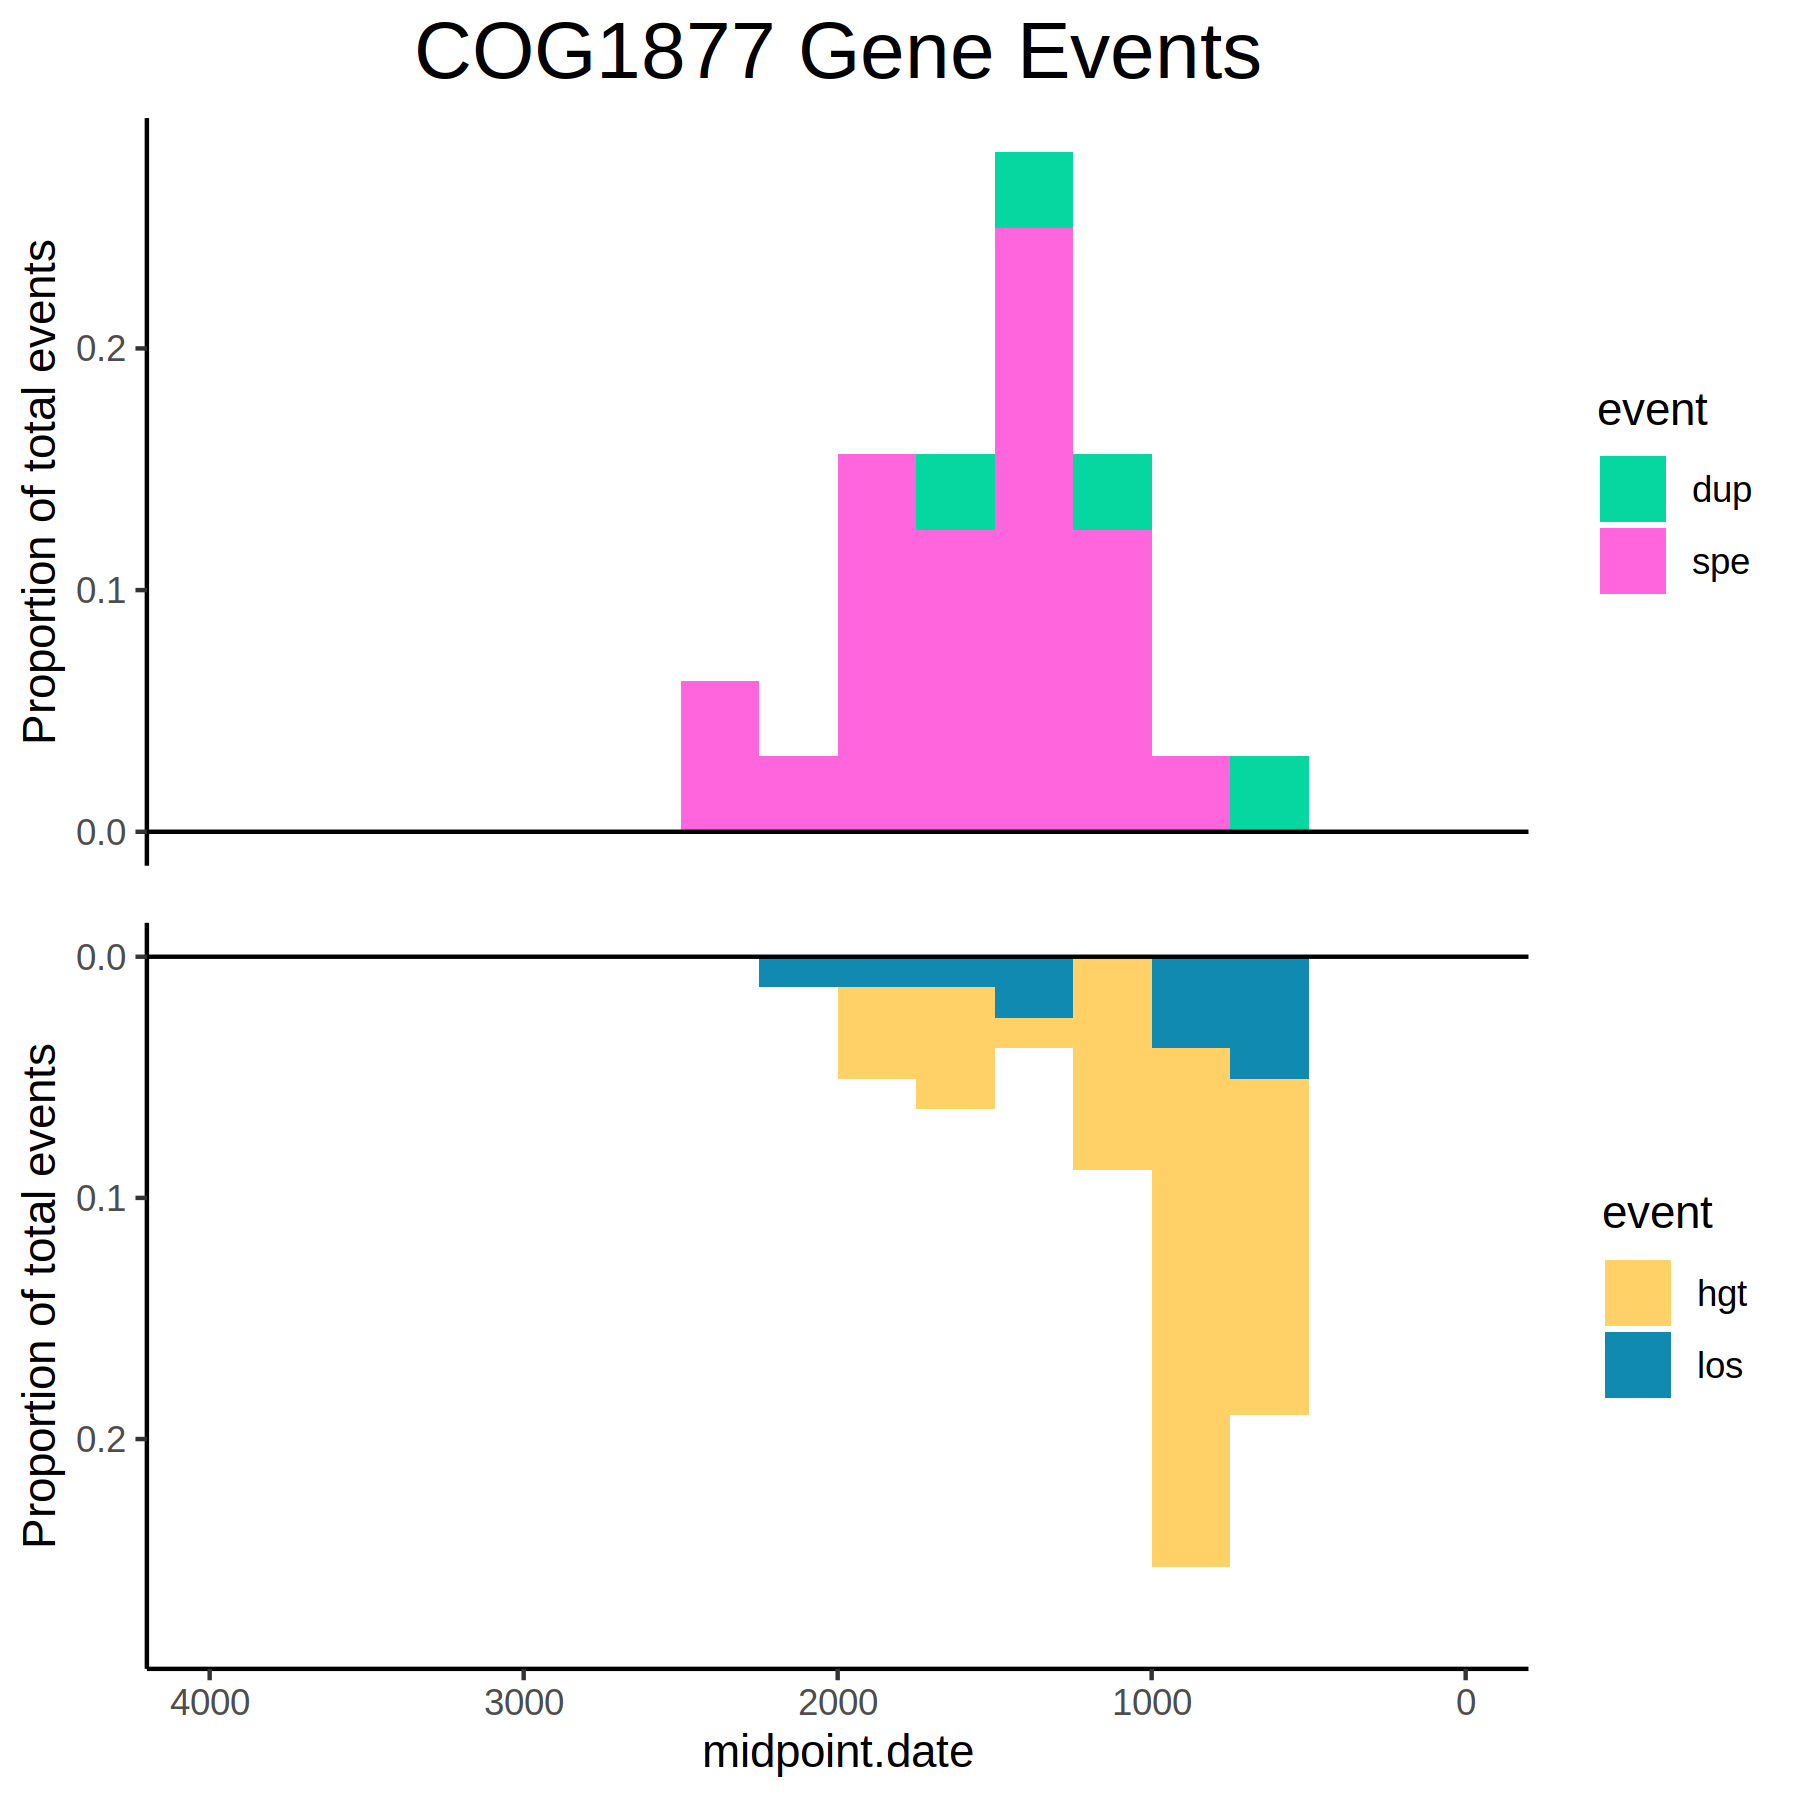 COG1877 Gene Events
Proportion of total events
0.2
0.1
0.0
event
dup
spe
Proportion of total events
0.0
0.1
0.2
event
hgt
los
4000 3000 2000 1000 0
midpoint.date